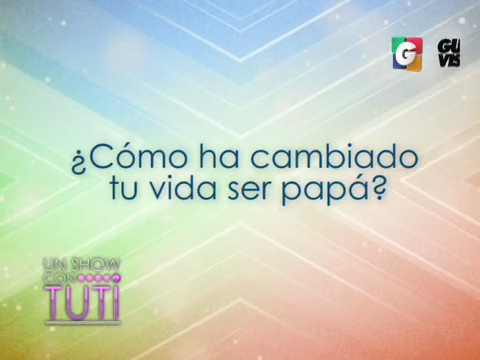 G
GU
VIS
¿Cómo ha cambiado
tu vida ser papá?
UN SHOW
CON
TUTi